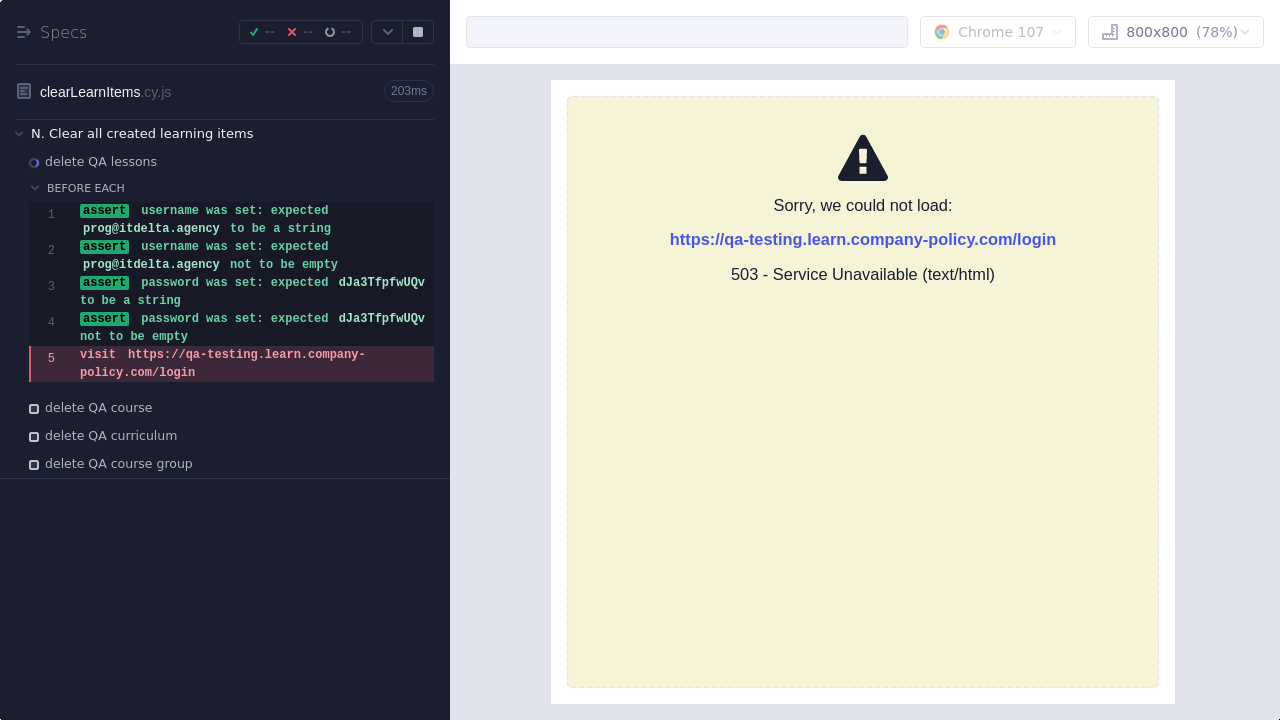 Specs
--
--
--
Chrome 107
800x800 (78%)
clearLearnItems.cy.js
203ms
N. Clear all created learning items
delete QA lessons
BEFORE EACH
1 assert username was set: expected
prog@itdelta.agency to be a string
2 assert username was set: expected
prog@itdelta.agency not to be empty
3 assert password was set: expected dJa3TfpfwUQv
to be a string
4 assert password was set: expected dJa3TfpfwUQv
not to be empty
5 visit https://qa-testing.learn.company-
policy.com/login
delete QA course
delete QA curriculum
delete QA course group
Sorry, we could not load:
https://qa-testing.learn.company-policy.com/login
503 - Service Unavailable (text/html)